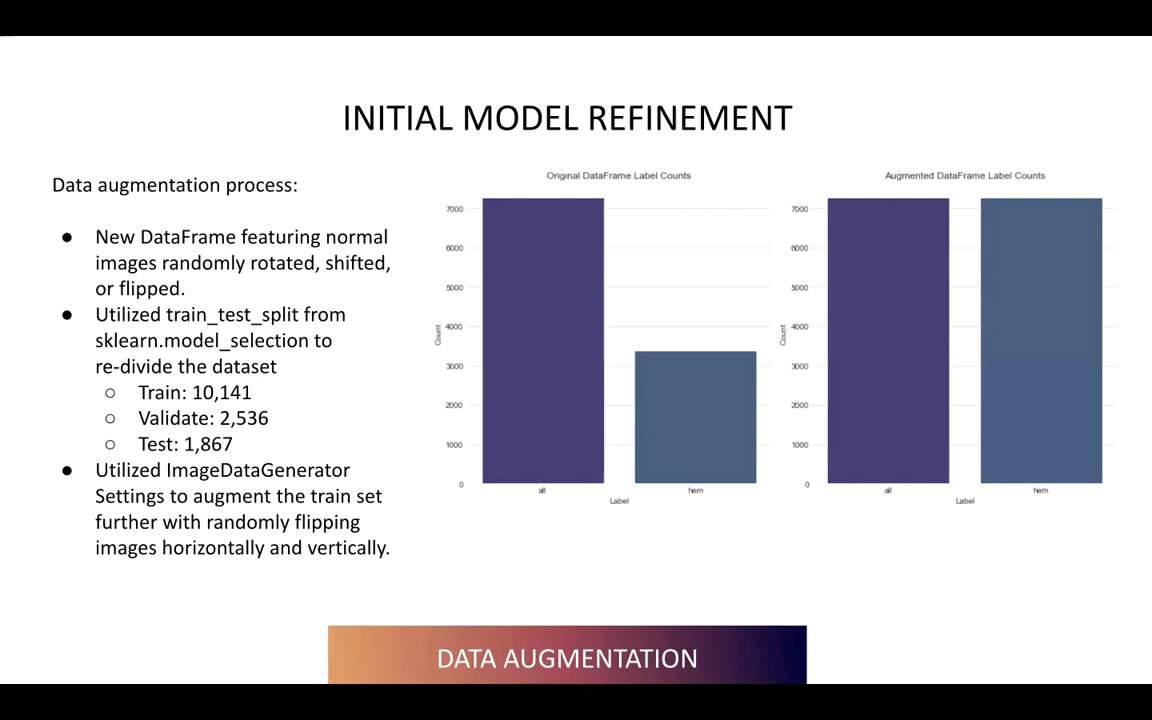 INITIAL MODEL REFINEMENT
Data augmentation process:
● New DataFrame featuring normal
images randomly rotated, shifted,
or flipped.
● Utilized train_test_split from
sklearn.model_selection to
re-divide the dataset
○ Train: 10,141
○ Validate: 2,536
○ Test: 1,867
● Utilized ImageDataGenerator
Settings to augment the train set
further with randomly flipping
images horizontally and vertically.
Original DataFrame Label Counts
7000
6000
5000
4000
3000
2000
1000
0
Count
all
hem
Label
Augmented DataFrame Label Counts
7000
6000
5000
4000
3000
2000
1000
0
Count
all
hem
Label
DATA AUGMENTATION